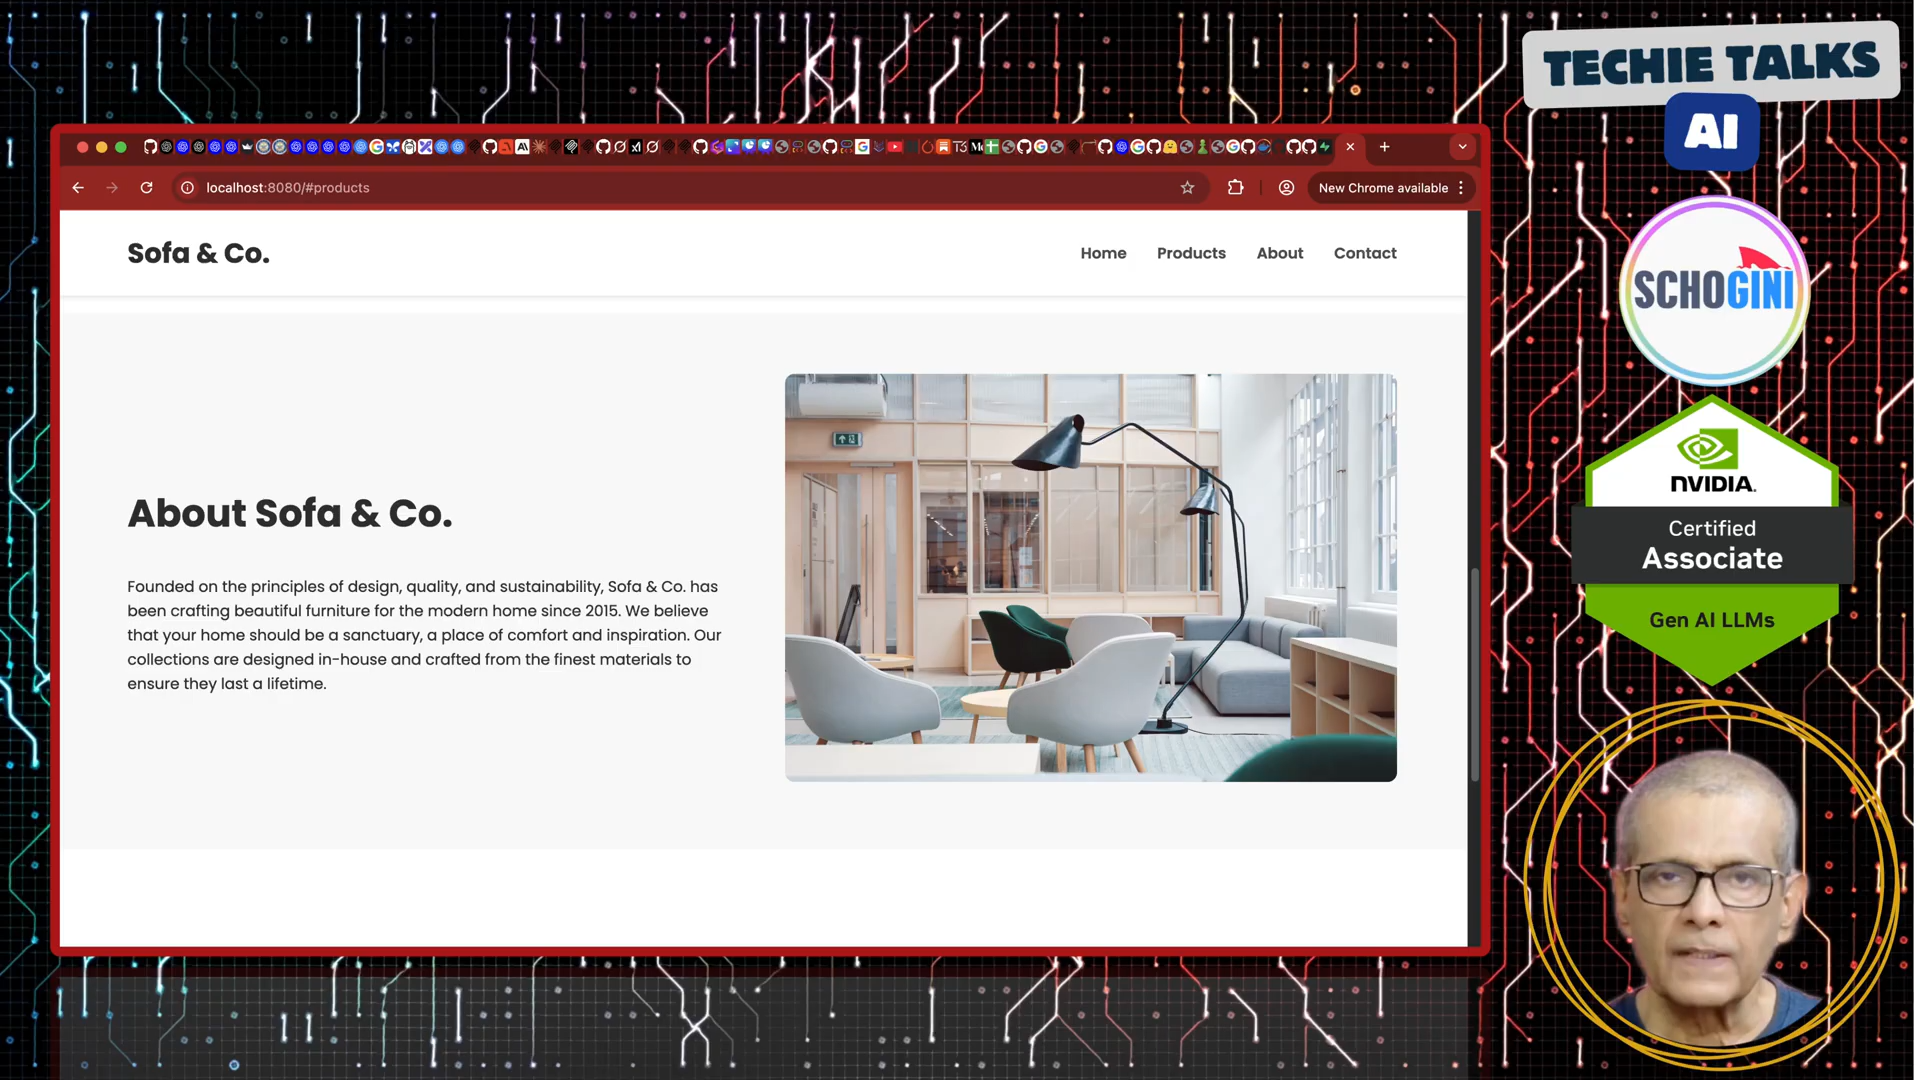 TECHIE TALKS
AI
localhost:8080/#products
New Chrome available
Sofa & Co.
Home
Products
About
Contact
SCHOGINI
About Sofa & Co.
Founded on the principles of design, quality, and sustainability, Sofa & Co. has
been crafting beautiful furniture for the modern home since 2015. We believe
that your home should be a sanctuary, a place of comfort and inspiration. Our
collections are designed in-house and crafted from the finest materials to
ensure they last a lifetime.
NVIDIA.
Certified
Associate
Gen AI LLMs